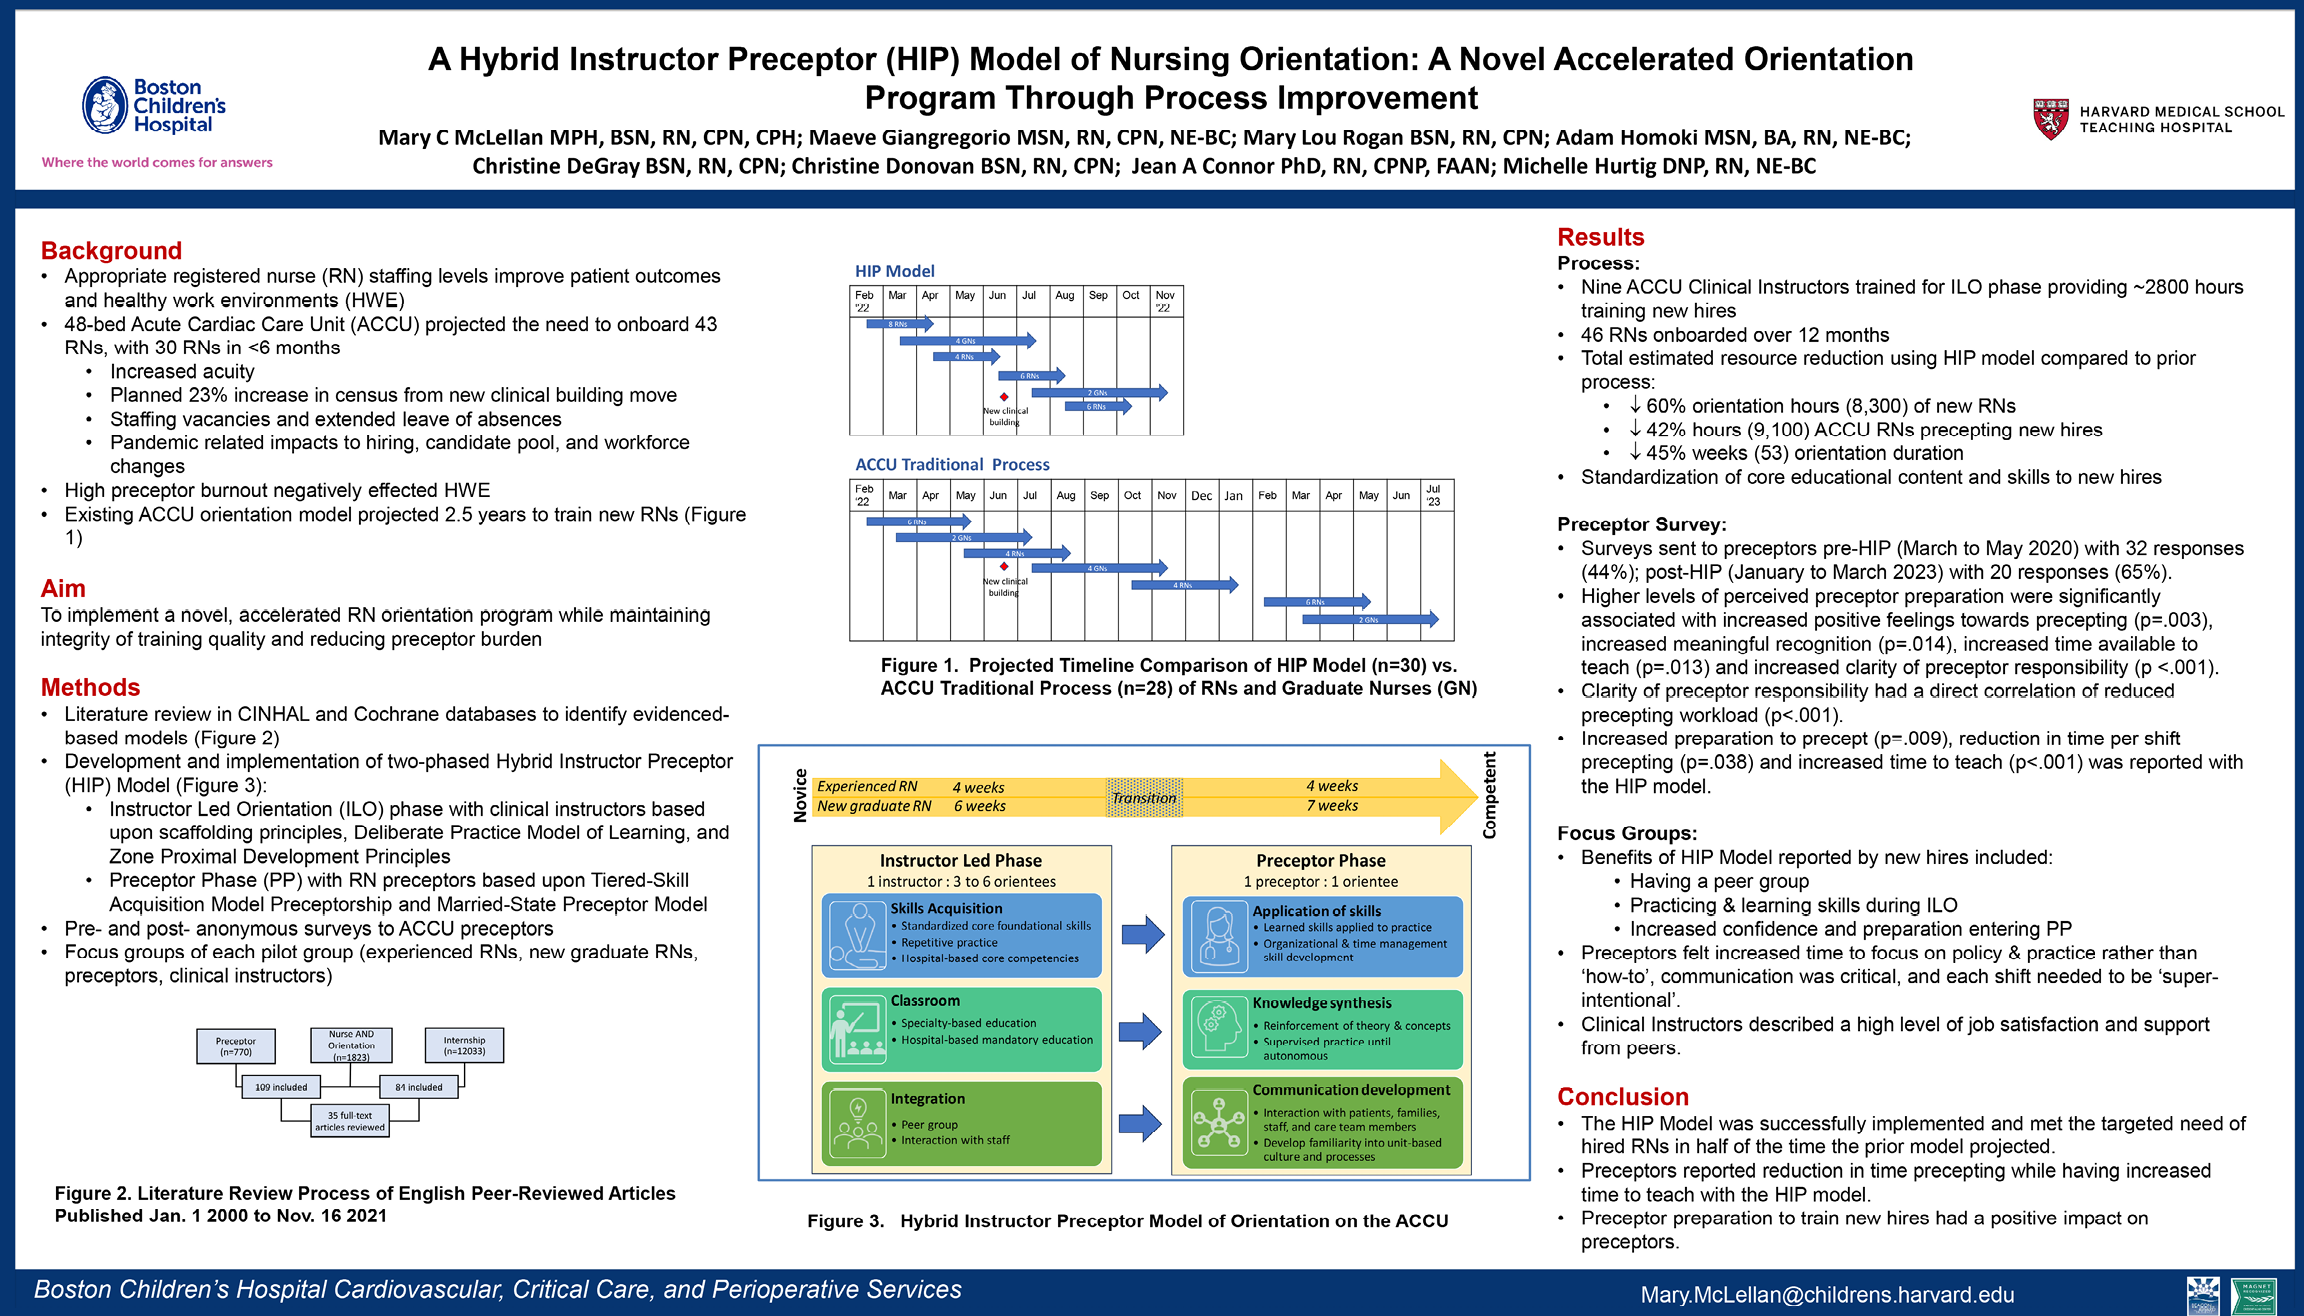 A Hybrid Instructor Preceptor (HIP) Model of Nursing Orientation: A Novel Accelerated Orientation
Program Through Process Improvement
Mary C McLellan MPH, BSN, RN, CPN, CPH; Maeve Giangregorio MSN, RN, CPN, NE-BC; Mary Lou Rogan BSN, RN, CPN; Adam Homoki MSN, BA, RN, NE-BC;
Christine DeGray BSN, RN, CPN; Christine Donovan BSN, RN, CPN; Jean A Connor PhD, RN, CPNP, FAAN; Michelle Hurtig DNP, RN, NE-BC
Boston
Children's
Hospital
Where the world comes for answers
HARVARD MEDICAL SCHOOL
TEACHING HOSPITAL
Background
• Appropriate registered nurse (RN) staffing levels improve patient outcomes
and healthy work environments (HWE)
• 48-bed Acute Cardiac Care Unit (ACCU) projected the need to onboard 43
RNs, with 30 RNs in <6 months
• Increased acuity
• Planned 23% increase in census from new clinical building move
• Staffing vacancies and extended leave of absences
• Pandemic related impacts to hiring, candidate pool, and workforce
changes
• High preceptor burnout negatively effected HWE
• Existing ACCU orientation model projected 2.5 years to train new RNs (Figure
1)
Aim
To implement a novel, accelerated RN orientation program while maintaining
integrity of training quality and reducing preceptor burden
Methods
• Literature review in CINHAL and Cochrane databases to identify evidenced-
based models (Figure 2)
• Development and implementation of two-phased Hybrid Instructor Preceptor
(HIP) Model (Figure 3):
• Instructor Led Orientation (ILO) phase with clinical instructors based
upon scaffolding principles, Deliberate Practice Model of Learning, and
Zone Proximal Development Principles
• Preceptor Phase (PP) with RN preceptors based upon Tiered-Skill
Acquisition Model Preceptorship and Married-State Preceptor Model
• Pre- and post- anonymous surveys to ACCU preceptors
• Focus groups of each pilot group (experienced RNs, new graduate RNs,
preceptors, clinical instructors)
Preceptor
(n=770)
Nurse AND
Orientation
(n=1823)
Internship
(n=12033)
109 included
84 included
35 full-text
articles reviewed
Figure 2. Literature Review Process of English Peer-Reviewed Articles
Published Jan. 1 2000 to Nov. 16 2021
HIP Model
Feb '22 Mar Apr May Jun Jul Aug Sep Oct Nov '22
8 RNs
4 GNs
4 RNs
6 RNs
2 GNs
6 RNs
New clinical
building
ACCU Traditional Process
Feb '22 Mar Apr May Jun Jul Aug Sep Oct Nov Dec Jan Feb Mar Apr May Jun Jul '23
6 RNs
2 GNs
4 RNs
4 GNs
New clinical
building
4 RNs
6 RNs
2 GNs
Figure 1. Projected Timeline Comparison of HIP Model (n=30) vs.
ACCU Traditional Process (n=28) of RNs and Graduate Nurses (GN)
Novice
Experienced RN 4 weeks
New graduate RN 6 weeks
Transition
4 weeks
7 weeks
Competent
Instructor Led Phase
1 instructor : 3 to 6 orientees
Skills Acquisition
• Standardized core foundational skills
• Repetitive practice
• Hospital-based core competencies
Classroom
• Specialty-based education
• Hospital-based mandatory education
Integration
• Peer group
• Interaction with staff
Preceptor Phase
1 preceptor : 1 orientee
Application of skills
• Learned skills applied to practice
• Organizational & time management
skill development
Knowledge synthesis
• Reinforcement of theory & concepts
• Supervised practice until
autonomous
Communication development
• Interaction with patients, families,
staff, and care team members
• Develop familiarity into unit-based
culture and processes
Figure 3. Hybrid Instructor Preceptor Model of Orientation on the ACCU
Results
Process:
• Nine ACCU Clinical Instructors trained for ILO phase providing ~2800 hours
training new hires
• 46 RNs onboarded over 12 months
• Total estimated resource reduction using HIP model compared to prior
process:
• ↓ 60% orientation hours (8,300) of new RNs
• ↓ 42% hours (9,100) ACCU RNs precepting new hires
• ↓ 45% weeks (53) orientation duration
• Standardization of core educational content and skills to new hires
Preceptor Survey:
• Surveys sent to preceptors pre-HIP (March to May 2020) with 32 responses
(44%); post-HIP (January to March 2023) with 20 responses (65%).
• Higher levels of perceived preceptor preparation were significantly
associated with increased positive feelings towards precepting (p=.003),
increased meaningful recognition (p=.014), increased time available to
teach (p=.013) and increased clarity of preceptor responsibility (p <.001).
• Clarity of preceptor responsibility had a direct correlation of reduced
precepting workload (p<.001).
• Increased preparation to precept (p=.009), reduction in time per shift
precepting (p=.038) and increased time to teach (p<.001) was reported with
the HIP model.
Focus Groups:
• Benefits of HIP Model reported by new hires included:
• Having a peer group
• Practicing & learning skills during ILO
• Increased confidence and preparation entering PP
• Preceptors felt increased time to focus on policy & practice rather than
‘how-to’, communication was critical, and each shift needed to be ‘super-
intentional’.
• Clinical Instructors described a high level of job satisfaction and support
from peers.
Conclusion
• The HIP Model was successfully implemented and met the targeted need of
hired RNs in half of the time the prior model projected.
• Preceptors reported reduction in time precepting while having increased
time to teach with the HIP model.
• Preceptor preparation to train new hires had a positive impact on
preceptors.
Boston Children’s Hospital Cardiovascular, Critical Care, and Perioperative Services
Mary.McLellan@childrens.harvard.edu
MAGNET
RECOGNIZED